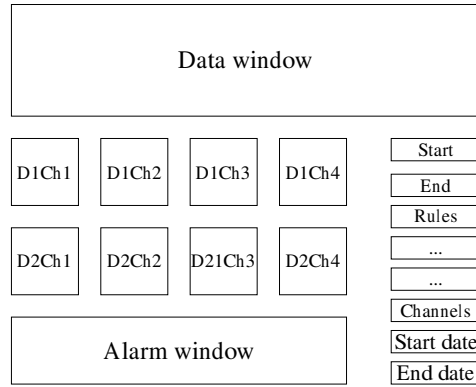 Data window
D1Ch1 D1Ch2 D1Ch3 D1Ch4
D2Ch1 D2Ch2 D21Ch3 D2Ch4
Alarm window
Start
End
Rules
...
...
Channels
Start date
End date